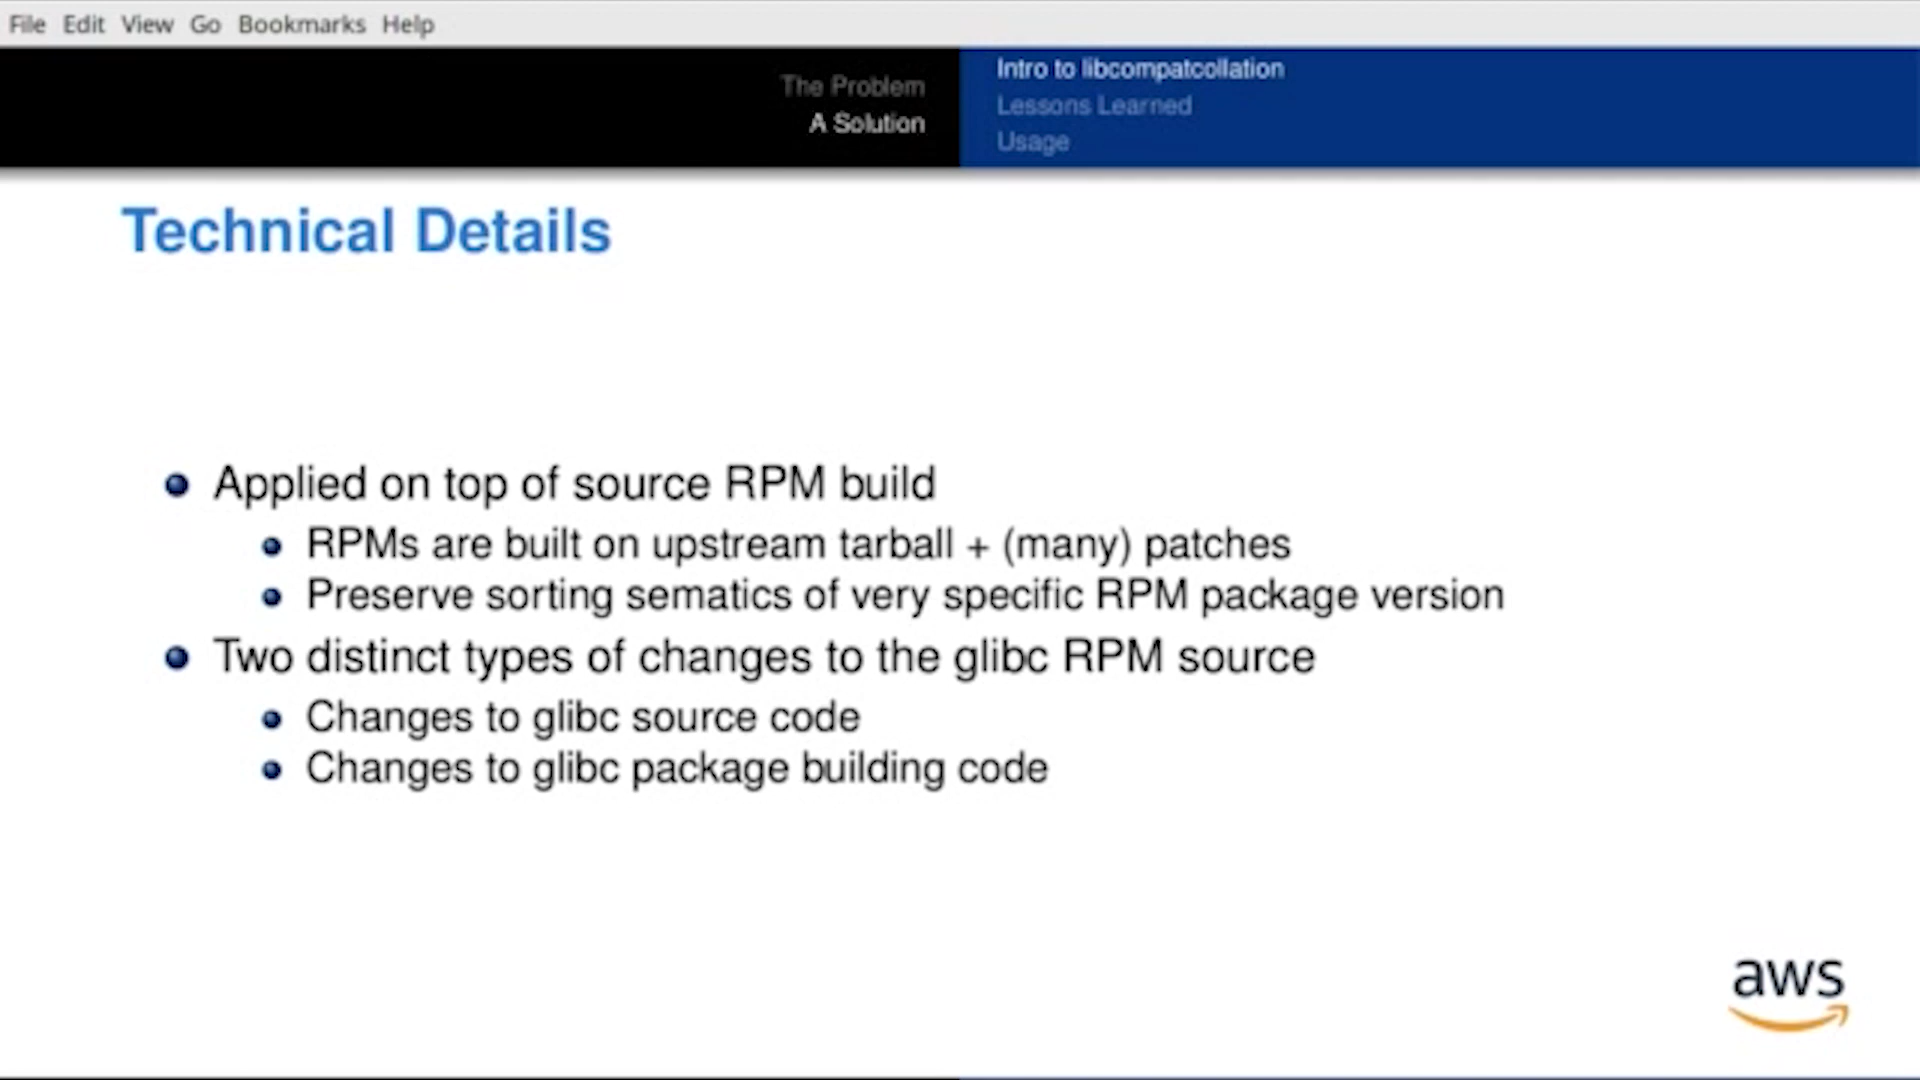 File Edit View Go Bookmarks Help
The Problem
A Solution
Intro to libcompatcollation
Lessons Learned
Usage
Technical Details
Applied on top of source RPM build
RPMs are built on upstream tarball + (many) patches
Preserve sorting sematics of very specific RPM package version
Two distinct types of changes to the glibc RPM source
Changes to glibc source code
Changes to glibc package building code
aws